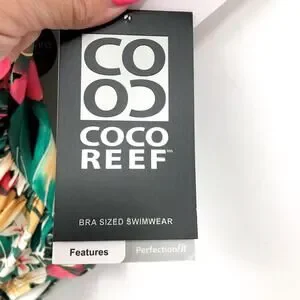 CO
CO
COCO
REEF
BRA SIZED SWIMWEAR
Features
Perfectionfit